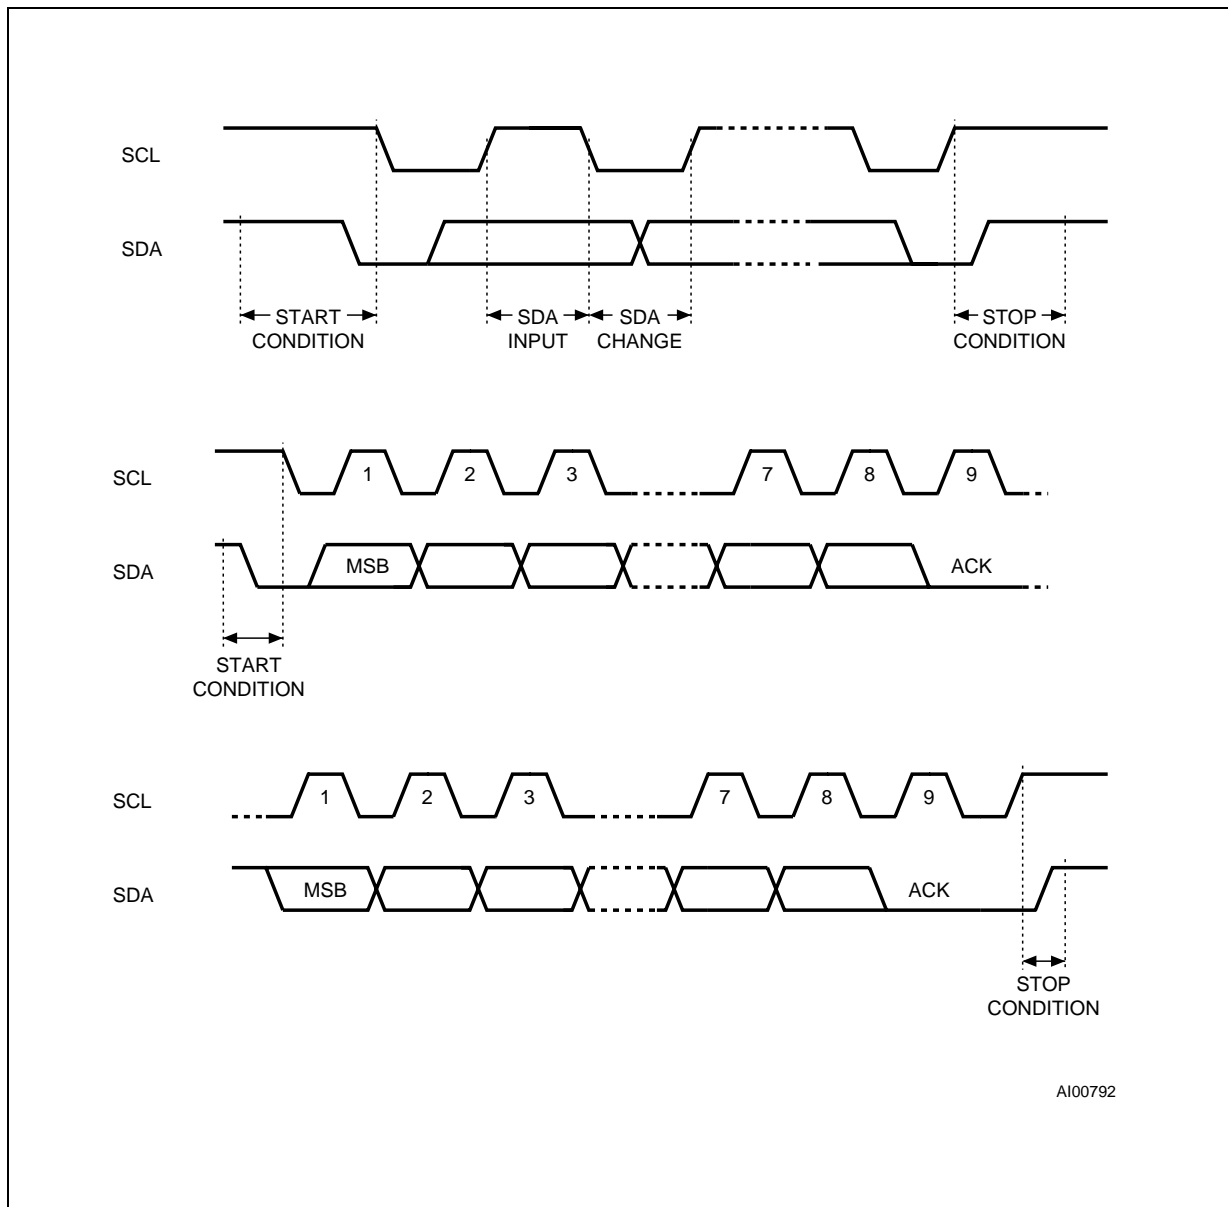 SCL
SDA
START
CONDITION
SDA
INPUT
SDA
CHANGE
STOP
CONDITION
SCL
1 2 3 7 8 9
SDA
MSB ACK
START
CONDITION
SCL
1 2 3 7 8 9
SDA
MSB ACK
STOP
CONDITION
AI00792